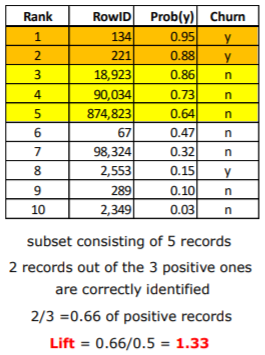 Rank RowID Prob(y) Churn
1 134 0.95 y
2 221 0.88 y
3 18,923 0.86 n
4 90,034 0.73 n
5 874,823 0.64 n
6 67 0.47 n
7 98,324 0.32 n
8 2,553 0.15 y
9 289 0.10 n
10 2,349 0.03 n
subset consisting of 5 records
2 records out of the 3 positive ones
are correctly identified
2/3 =0.66 of positive records
Lift = 0.66/0.5 = 1.33